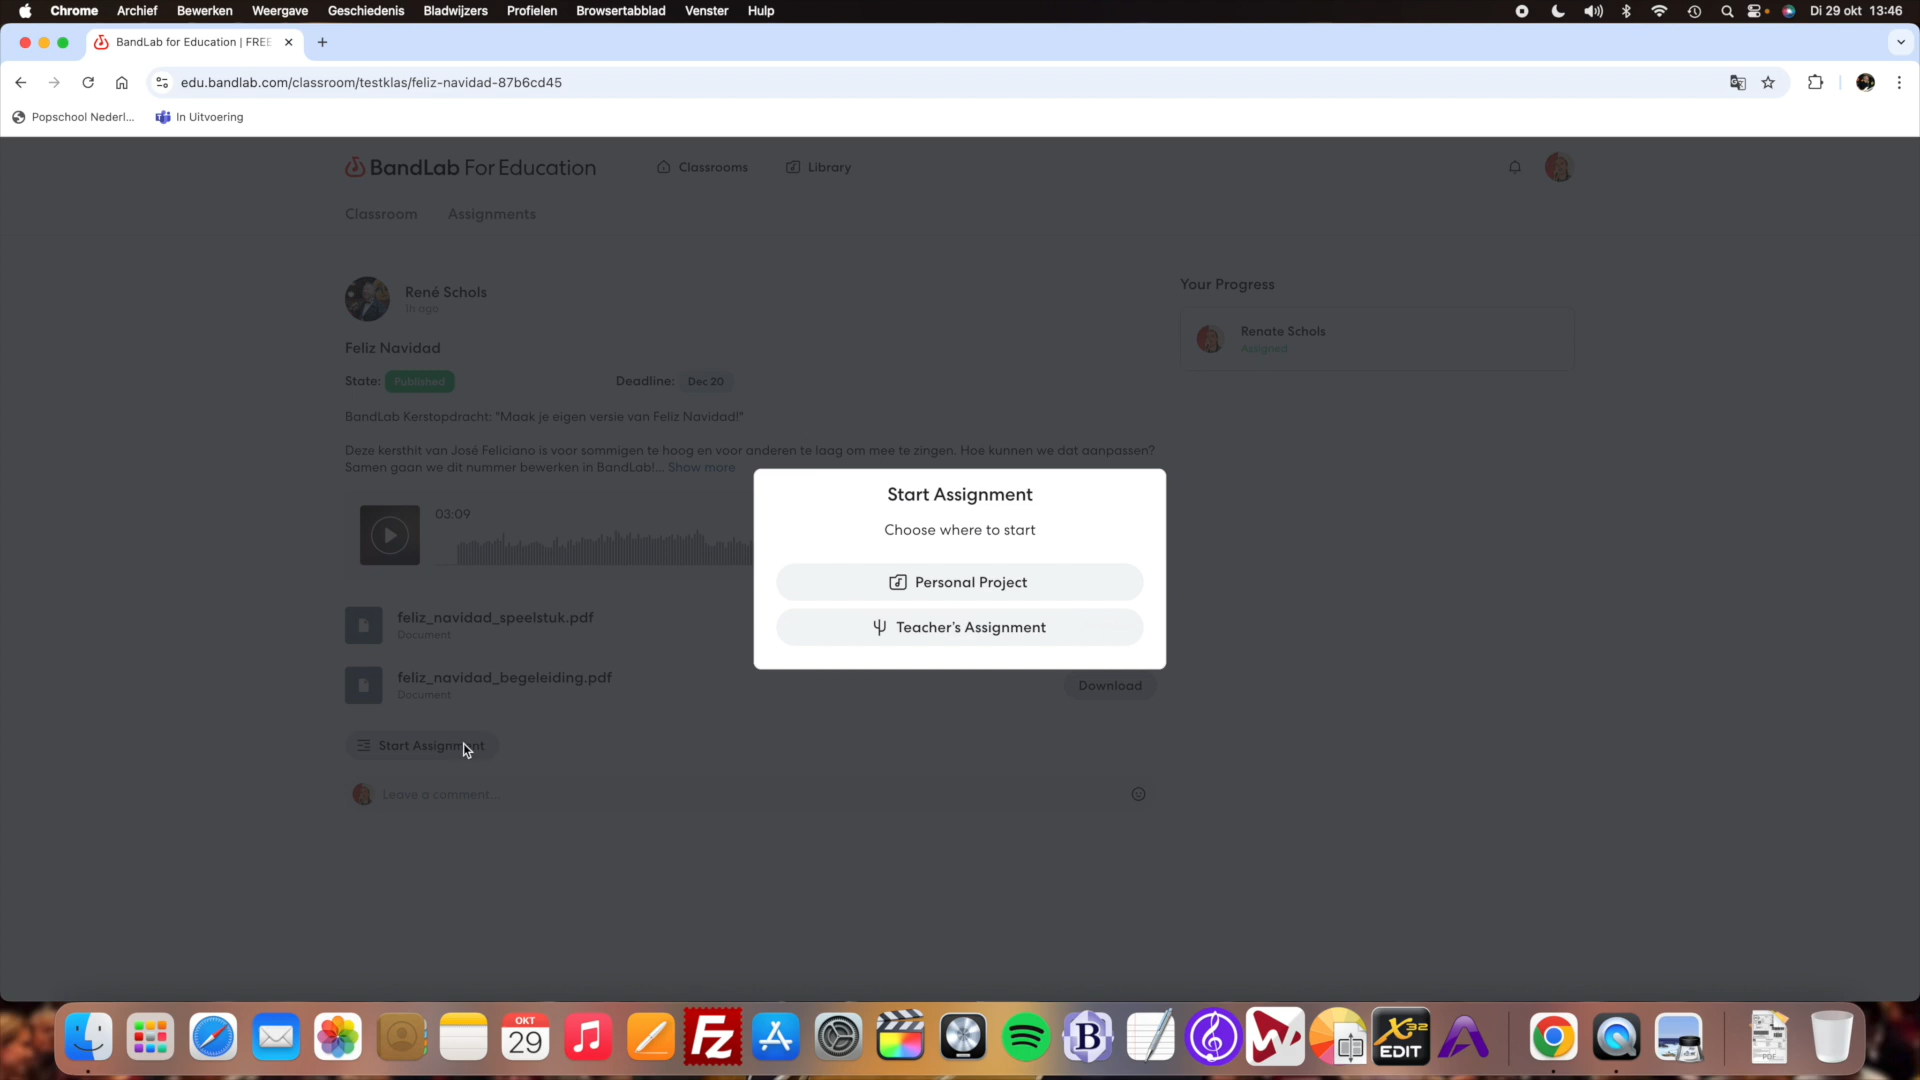 Chrome Archief Bewerken Weergave Geschiedenis Bladwijzers Profielen Browsertabblad Venster Hulp Di 29 okt 13:46
BandLab for Education | FREE
edu.bandlab.com/classroom/testklas/feliz-navidad-87b6cd45
Popschool Nederl... In Uitvoering
BandLab For Education Classrooms Library
Classroom Assignments
René Schols
1h ago
Your Progress
Renate Schols
Assigned
Feliz Navidad
State: Published Deadline: Dec 20
BandLab Kerstopdracht: "Maak je eigen versie van Feliz Navidad!"
Deze kersthit van José Feliciano is voor sommigen te hoog en voor anderen te laag om mee te zingen. Hoe kunnen we dat aanpassen?
Samen gaan we dit nummer bewerken in BandLab!... Show more
03:09
Start Assignment
Choose where to start
Personal Project
Teacher's Assignment
feliz_navidad_speelstuk.pdf
Document
feliz_navidad_begeleiding.pdf
Document
Download
Start Assignment
Leave a comment...
OKT
29
FZ
B
X32
EDIT
PDF